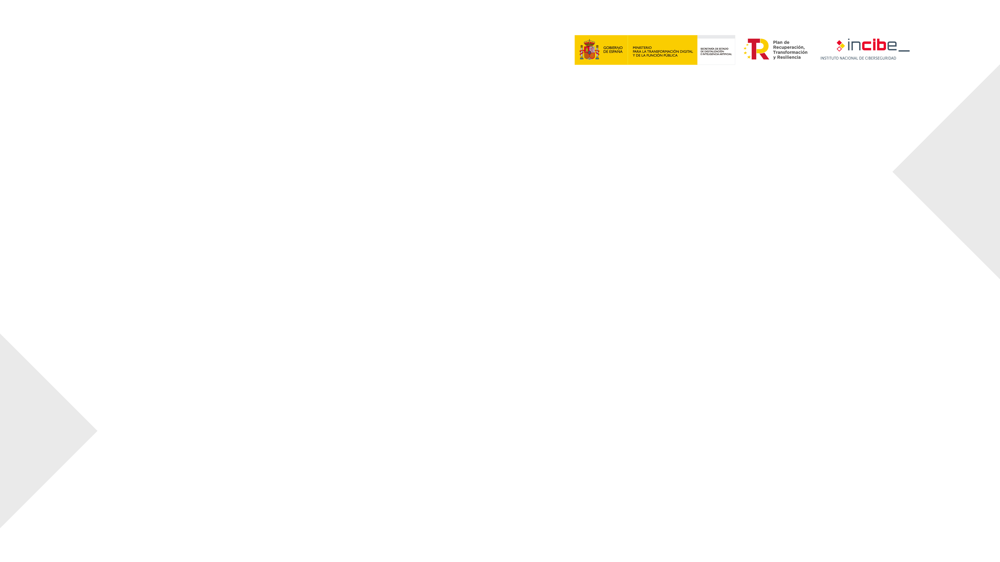 GOBIERNO
DE ESPAÑA
MINISTERIO
PARA LA TRANSFORMACIÓN DIGITAL
Y DE LA FUNCIÓN PÚBLICA
SECRETARÍA DE ESTADO
DE DIGITALIZACIÓN
E INTELIGENCIA ARTIFICIAL
TR
Plan de
Recuperación,
Transformación
y Resiliencia
incibe_
INSTITUTO NACIONAL DE CIBERSEGURIDAD